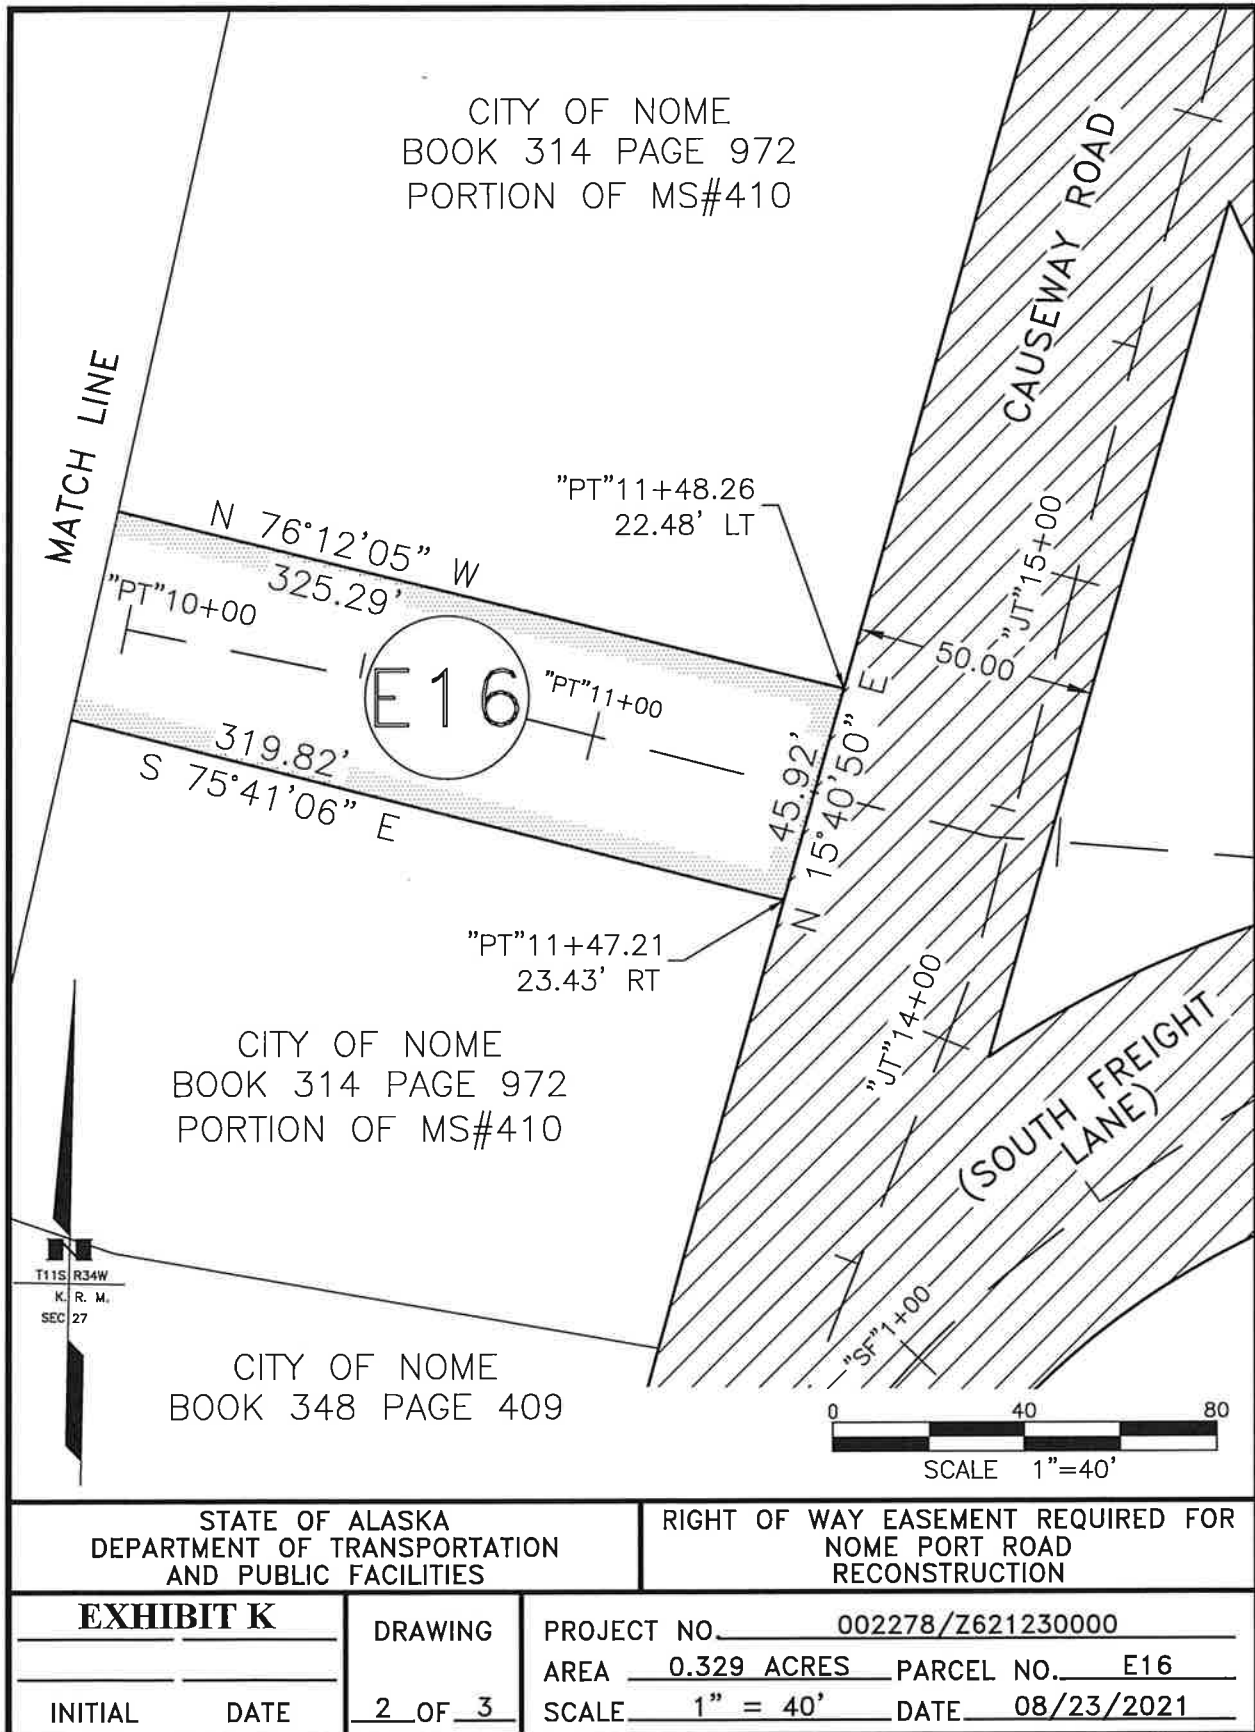 CITY OF NOME
BOOK 314 PAGE 972
PORTION OF MS#410
CAUSEWAY ROAD
MATCH LINE
"PT"11+48.26
22.48' LT
N 76°12'05" W
325.29'
"PT"10+00
E16
"PT"11+00
"JT"15+00
50.00
319.82'
S 75°41'06" E
45.92'
N 15°40'50" E
"PT"11+47.21
23.43' RT
"JT"14+00
CITY OF NOME
BOOK 314 PAGE 972
PORTION OF MS#410
(SOUTH FREIGHT
LANE)
N
T11S R34W
K. R. M.
SEC 27
"SF"1+00
CITY OF NOME
BOOK 348 PAGE 409
0 40 80
SCALE 1"=40'
STATE OF ALASKA
DEPARTMENT OF TRANSPORTATION
AND PUBLIC FACILITIES
RIGHT OF WAY EASEMENT REQUIRED FOR
NOME PORT ROAD
RECONSTRUCTION
EXHIBIT K
INITIAL DATE
DRAWING
2 OF 3
PROJECT NO. 002278/Z621230000
AREA 0.329 ACRES PARCEL NO. E16
SCALE 1" = 40' DATE 08/23/2021